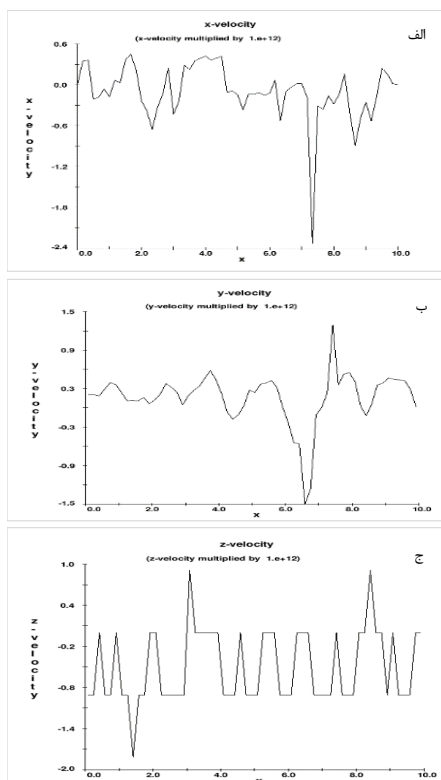 x-velocity
(x-velocity multiplied by 1.e+12)
الف
0.6
0.0
-0.6
-1.2
-1.8
-2.4
x-velocity
0.0 2.0 4.0 6.0 8.0 10.0
x
y-velocity
(y-velocity multiplied by 1.e+12)
ب
1.5
0.9
0.3
-0.3
-0.9
-1.5
y-velocity
0.0 2.0 4.0 6.0 8.0 10.0
x
z-velocity
(z-velocity multiplied by 1.e+12)
ج
1.0
0.4
-0.2
-0.8
-1.4
-2.0
z-velocity
0.0 2.0 4.0 6.0 8.0 10.0